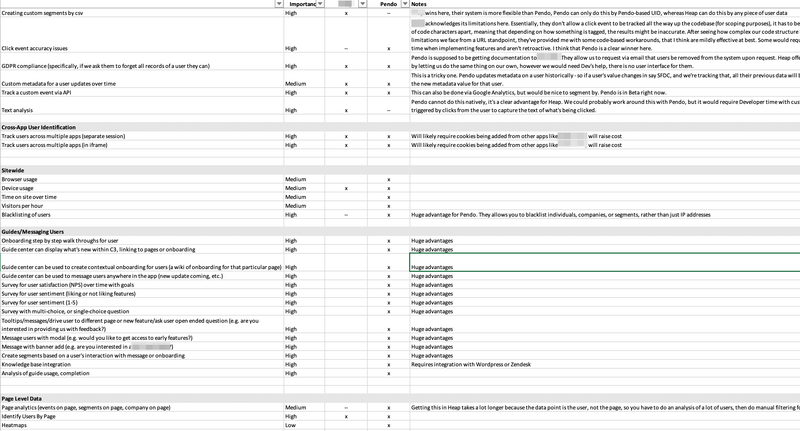 Importanc Pendo Notes
Creating custom segments by csv High x – wins here, their system is more flexible than Pendo, Pendo can only do this by Pendo-based UID, whereas Heap can do this by any piece of user data
acknowledges its limitations here. Essentially, they don't allow a click event to be tracked all the way up the codebase (for scoping purposes), it has to be
of code characters apart, meaning that depending on how something is tagged, the results might be inaccurate. After seeing how complex our code structure
limitations we face from a URL standpoint, they've provided me with some code-based workarounds, that I think are mildly effective at best. Some would requ
Click event accuracy issues High – x time when implementing features and aren't retroactive. I think that Pendo is a clear winner here.
Pendo is supposed to be getting documentation to They allow us to request via email that users be removed from the system upon request. Heap offe
GDPR compliance (specifically, if we ask them to forget all records of a user they can) High x x by letting us do the same thing on our own, however we would need Dev's help, there is no user interface for them.
This is a tricky one. Pendo updates metadata on a user historically - so if a user's value changes in say SFDC, and we're tracking that, all their previous data will b
Custom metadata for a user updates over time Medium x x the new metadata value for that user.
Track a custom event via API High x x This can also be done via Google Analytics, but would be nice to segment by. Pendo is in Beta right now.
Pendo cannot do this natively, it's a clear advantage for Heap. We could probably work around this with Pendo, but it would require Developer time with cus
Text analysis High x – triggered by clicks from the user to capture the text of what's being clicked.
Cross-App User Identification
Track users across multiple apps (separate session) High x x Will likely require cookies being added from other apps like will raise cost
Track users across multiple apps (in iframe) High x x Will likely require cookies being added from other apps like will raise cost
Sitewide
Browser usage Medium x
Device usage Medium x x
Time on site over time Medium x
Visitors per hour Medium x
Blacklisting of users High – x Huge advantage for Pendo. They allows you to blacklist individuals, companies, or segments, rather than just IP addresses
Guides/Messaging Users
Onboarding step by step walk throughs for user High x Huge advantages
Guide center can display what's new within C3, linking to pages or onboarding High x Huge advantages
Guide center can be used to create contextual onboarding for users (a wiki of onboarding for that particular page) High x Huge advantages
Guide center can be used to message users anywhere in the app (new update coming, etc.) High x Huge advantages
Survey for user satisfaction (NPS) over time with goals High x Huge advantages
Survey for user sentiment (liking or not liking features) High x Huge advantages
Survey for user sentiment (1-5) High x Huge advantages
Survey with multi-choice, or single-choice question High x Huge advantages
Tooltips/messages/drive user to different page or new feature/ask user open ended question (e.g. are you
interested in providing us with feedback?) High x Huge advantages
Message users with modal (e.g. would you like to get access to early features?) High x Huge advantages
Message with banner add (e.g. are you interested in a ?) High x Huge advantages
Create segments based on a user's interaction with message or onboarding High x Huge advantages
Knowledge base integration High x Requires integration with Wordpress or Zendesk
Analysis of guide usage, completion High x
Page Level Data
Page analytics (events on page, segments on page, company on page) Medium – x Getting this in Heap takes a lot longer because the data point is the user, not the page, so you have to do an analysis of a lot of users, then do manual filtering fo
Identify Users By Page High x x
Heatmaps Low x